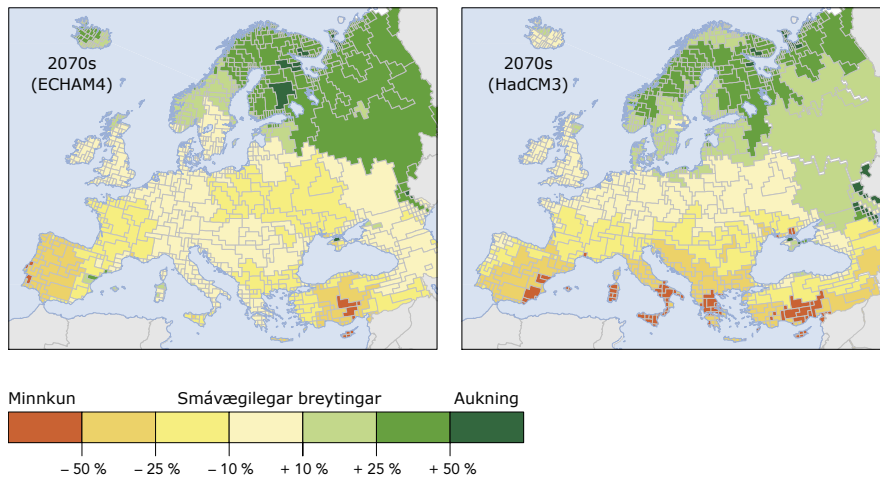 2070s
(ECHAM4)
2070s
(HadCM3)
Minnkun Smávægilegar breytingar Aukning
– 50 % – 25 % – 10 % + 10 % + 25 % + 50 %